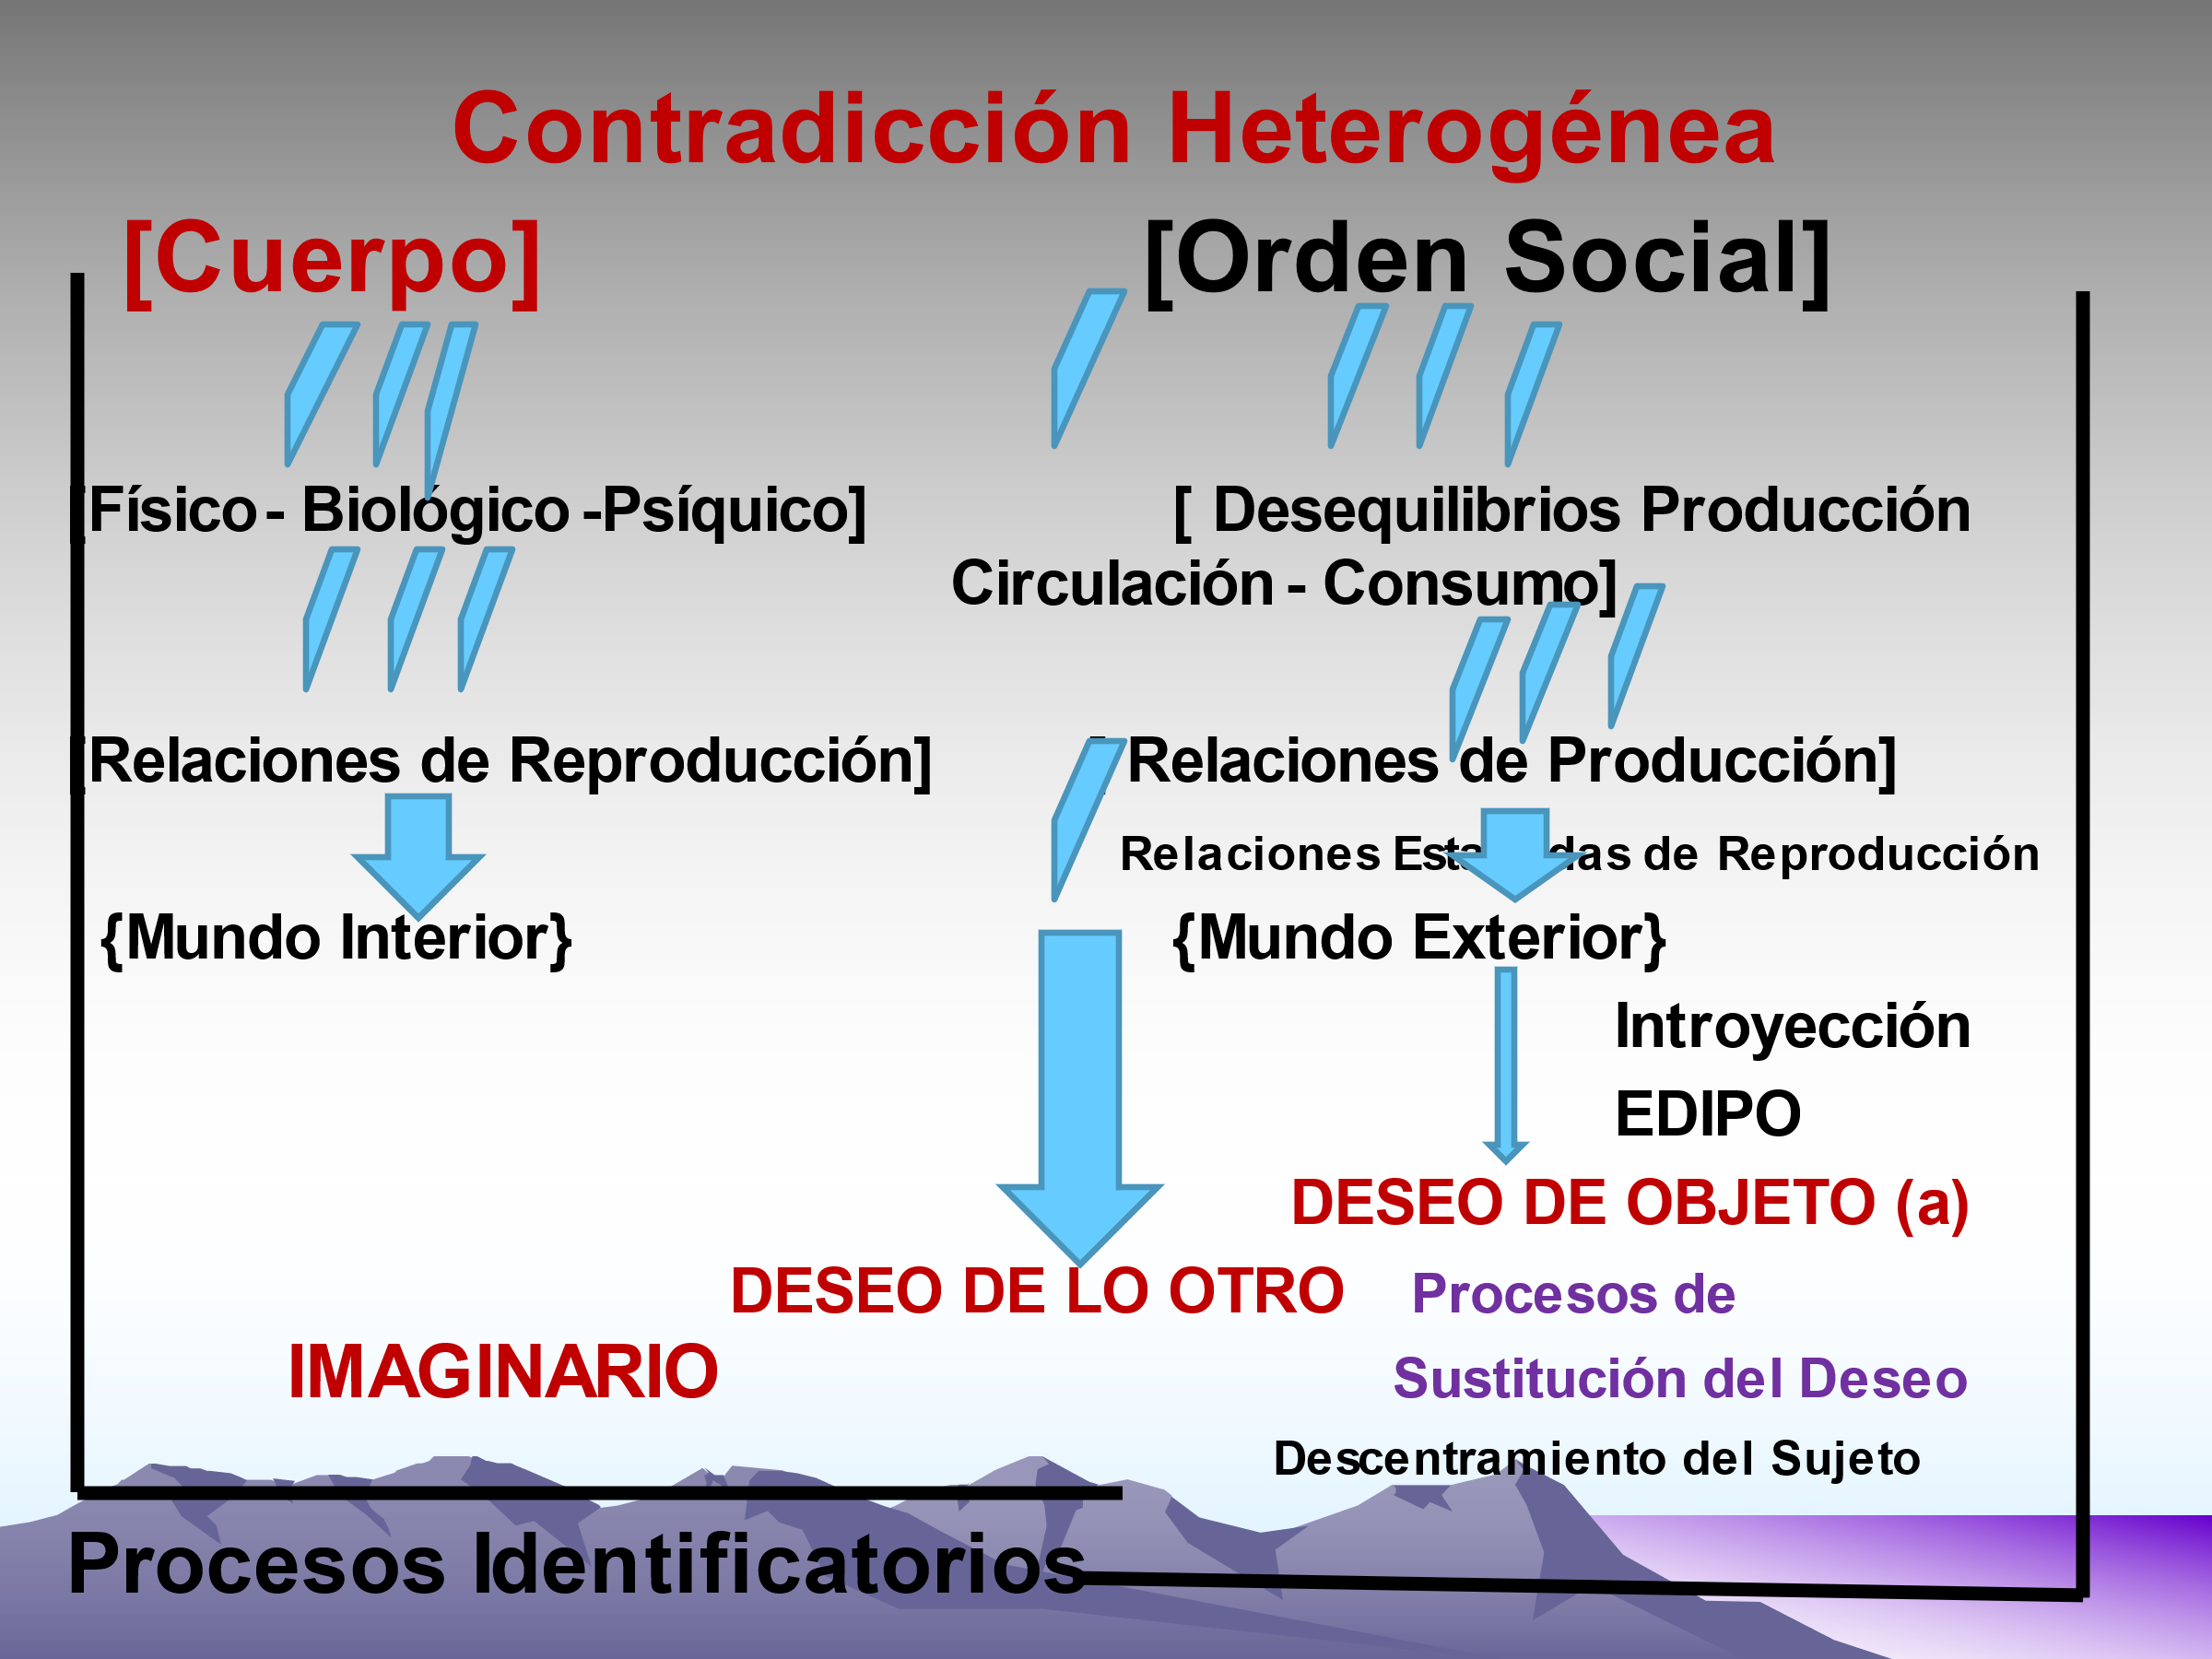 Contradicción Heterogénea
[Cuerpo] [Orden Social]
[Físico - Biológico -Psíquico] [ Desequilibrios Producción
Circulación - Consumo]
[Relaciones de Reproducción] [ Relaciones de Producción]
Relaciones de Reproducción
{Mundo Interior} {Mundo Exterior}
Introyección
EDIPO
DESEO DE OBJETO (a)
DESEO DE LO OTRO Procesos de
IMAGINARIO Sustitución del Deseo
Descentramiento del Sujeto
Procesos Identificatorios